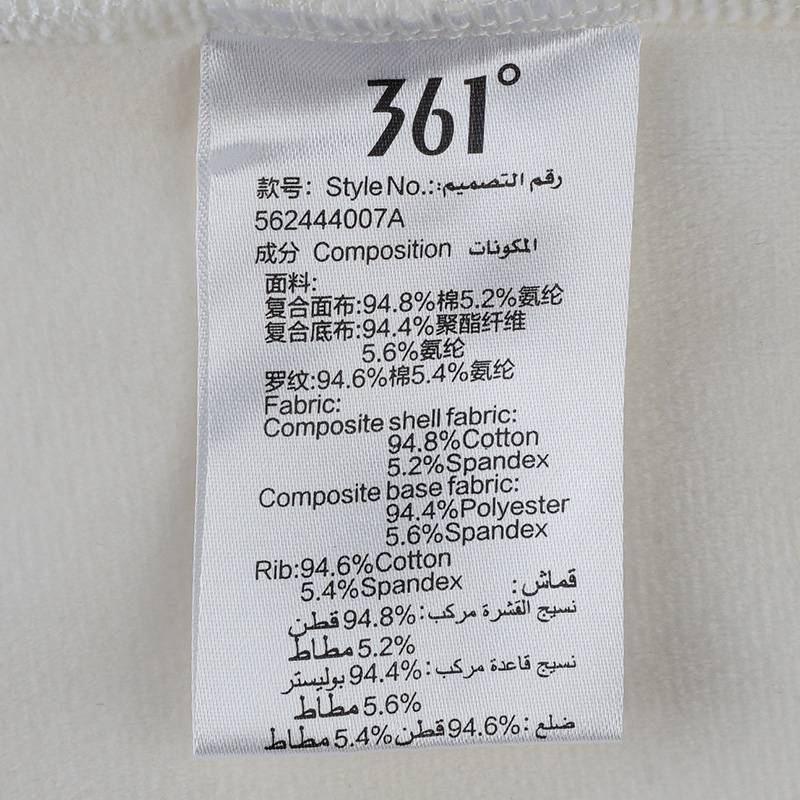 361°
款号: Style No.: رقم التصميم:
562444007A
成分 Composition المكونات
面料:
复合面布:94.8%棉5.2%氨纶
复合底布:94.4%聚酯纤维
5.6%氨纶
罗纹:94.6%棉5.4%氨纶
Fabric:
Composite shell fabric:
94.8%Cotton
5.2%Spandex
Composite base fabric:
94.4%Polyester
5.6%Spandex
Rib:94.6%Cotton
5.4%Spandex
قماش:
نسيج القشرة مركب: 94.8% قطن
5.2% مطاط
نسيج قاعدة مركب: 94.4% بوليستر
5.6% مطاط
ضلع: 94.6% قطن 5.4% مطاط